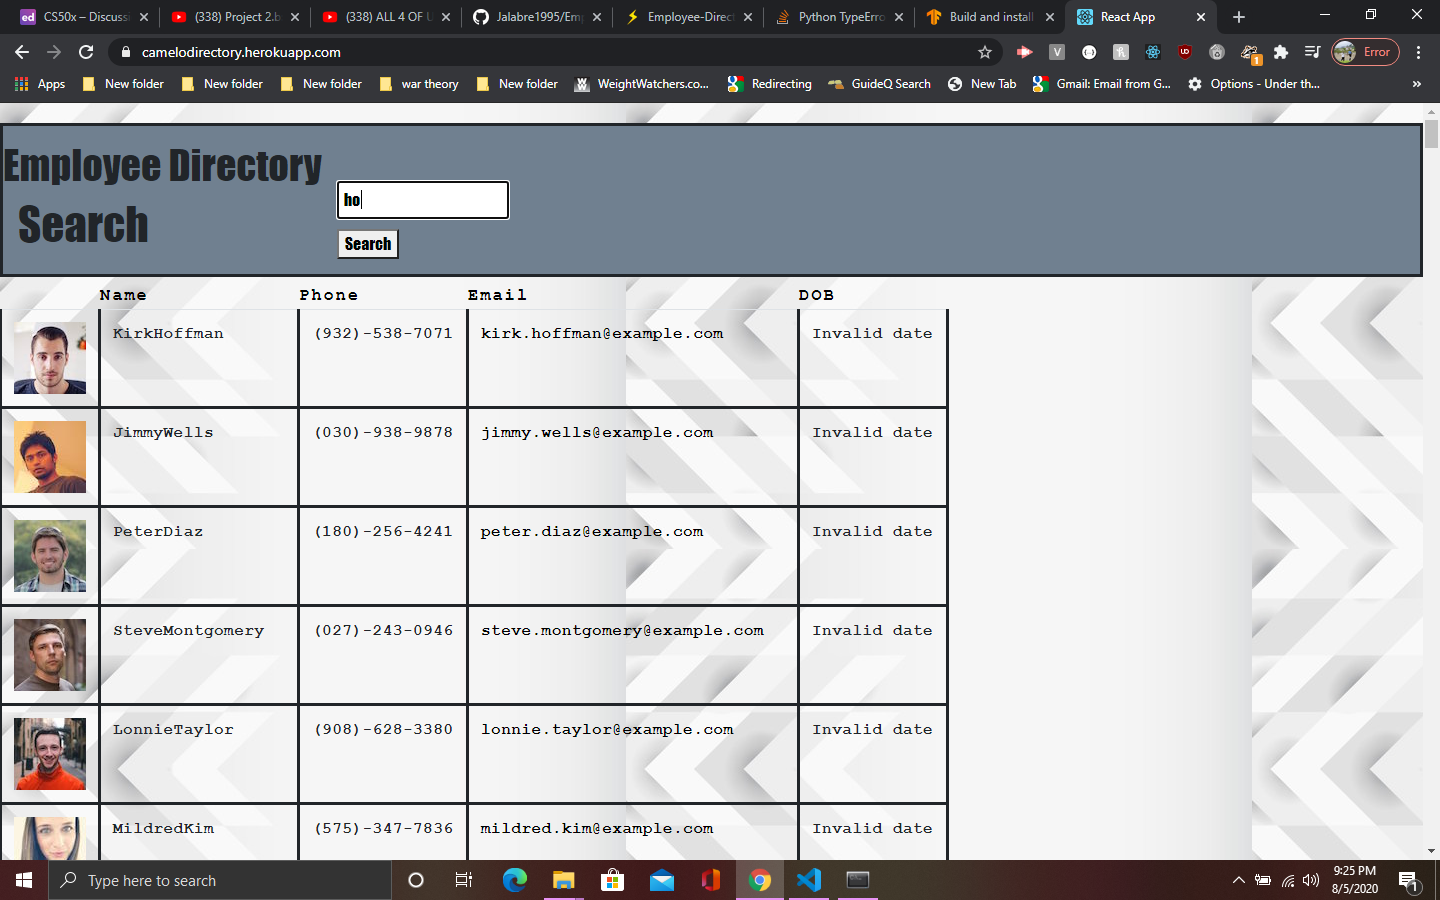 CS50x – Discussi
(338) Project 2.b
(338) ALL 4 OF U
Jalabre1995/Emp
Employee-Direct
Python TypeErro
Build and install
React App
camelodirectory.herokuapp.com
Error
Apps
New folder
New folder
New folder
war theory
New folder
WeightWatchers.co...
Redirecting
GuideQ Search
New Tab
Gmail: Email from G...
Options - Under th...
»
Employee Directory
Search
ho
Search
Name Phone Email DOB
KirkHoffman (932)-538-7071 kirk.hoffman@example.com Invalid date
JimmyWells (030)-938-9878 jimmy.wells@example.com Invalid date
PeterDiaz (180)-256-4241 peter.diaz@example.com Invalid date
SteveMontgomery (027)-243-0946 steve.montgomery@example.com Invalid date
LonnieTaylor (908)-628-3380 lonnie.taylor@example.com Invalid date
MildredKim (575)-347-7836 mildred.kim@example.com Invalid date
Type here to search
9:25 PM
8/5/2020